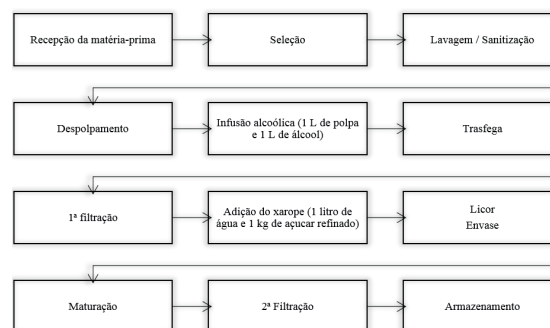 Recepção da matéria-prima
Seleção
Lavagem / Sanitização
Despolpamento
Infusão alcoólica (1 L de polpa
e 1 L de álcool)
Trasfega
1ª filtração
Adição do xarope (1 litro de
água e 1 kg de açucar refinado)
Licor
Envase
Maturação
2ª Filtração
Armazenamento